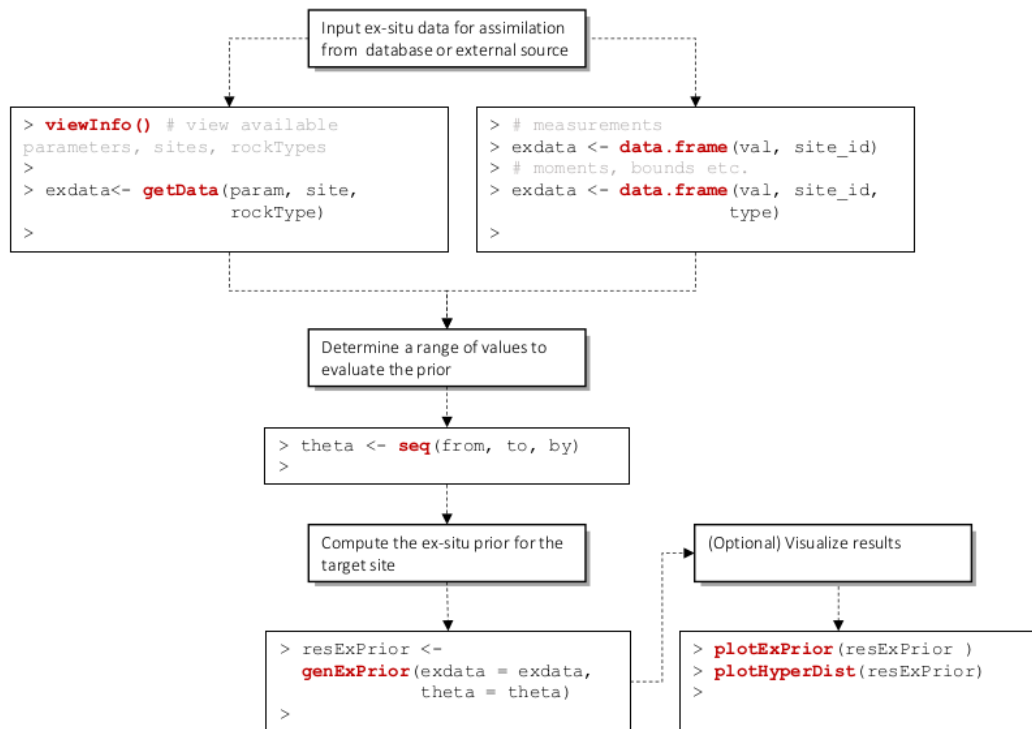 Input ex-situ data for assimilation
from database or external source
> viewInfo() # view available
parameters, sites, rockTypes
>
> exdata<- getData(param, site,
rockType)
>
> # measurements
> exdata <- data.frame(val, site_id)
> # moments, bounds etc.
> exdata <- data.frame(val, site_id,
type)
>
Determine a range of values to
evaluate the prior
> theta <- seq(from, to, by)
>
Compute the ex-situ prior for the
target site
(Optional) Visualize results
> resExPrior <-
genExPrior(exdata = exdata,
theta = theta)
>
> plotExPrior(resExPrior )
> plotHyperDist(resExPrior)
>